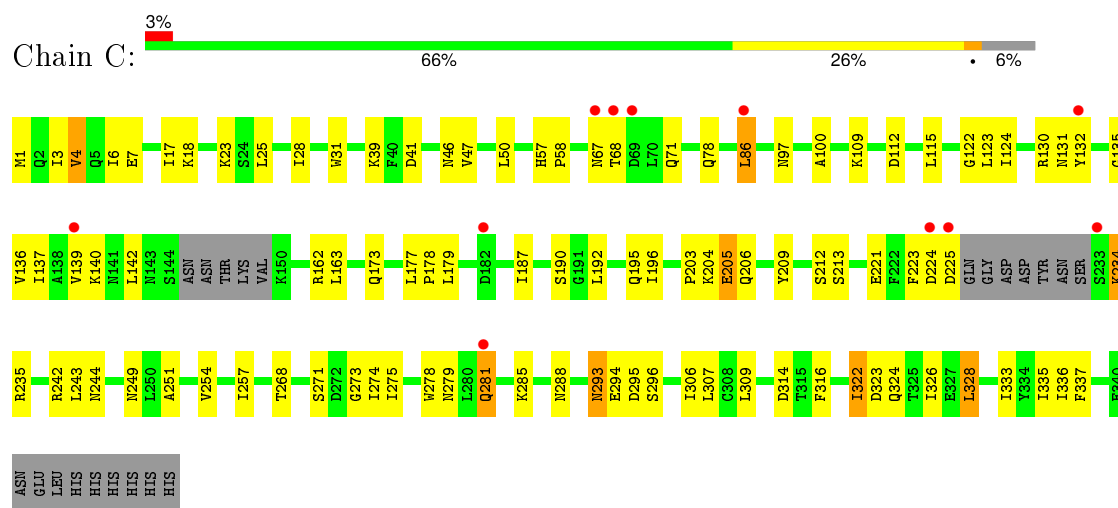 3%
Chain C:
66% 26% • 6%
M1 Q2 I3 V4 Q5 I6 E7 I17 K18 K23 S24 L25 I28 W31 K39 F40 D41 N46 V47 L50 H57 P58 N67 T68 D69 L70 Q71 Q78 L86 N97 A100 K109 D112 L115 G122 L123 I124 R130 N131 Y132 G135
V136 I137 A138 V139 K140 N141 L142 N143 S144 ASN ASN THR LYS VAL K150 R162 L163 Q173 L177 P178 L179 D182 I187 S190 G191 L192 Q195 I196 P203 K204 E205 Q206 Y209 S212 S213 E221 F222 F223 D224 D225 GLN GLY ASP ASP TYR ASN SER S233 K234
R235 R242 L243 N244 N249 L250 A251 V254 I257 T268 S271 D272 G273 I274 I275 W278 N279 L280 Q281 K285 N288 N293 E294 D295 S296 I306 L307 C308 L309 D314 T315 F316 I322 D323 Q324 T325 I326 E327 L328 I333 Y334 I335 I336 F337 E340
ASN GLU LEU HIS HIS HIS HIS HIS HIS